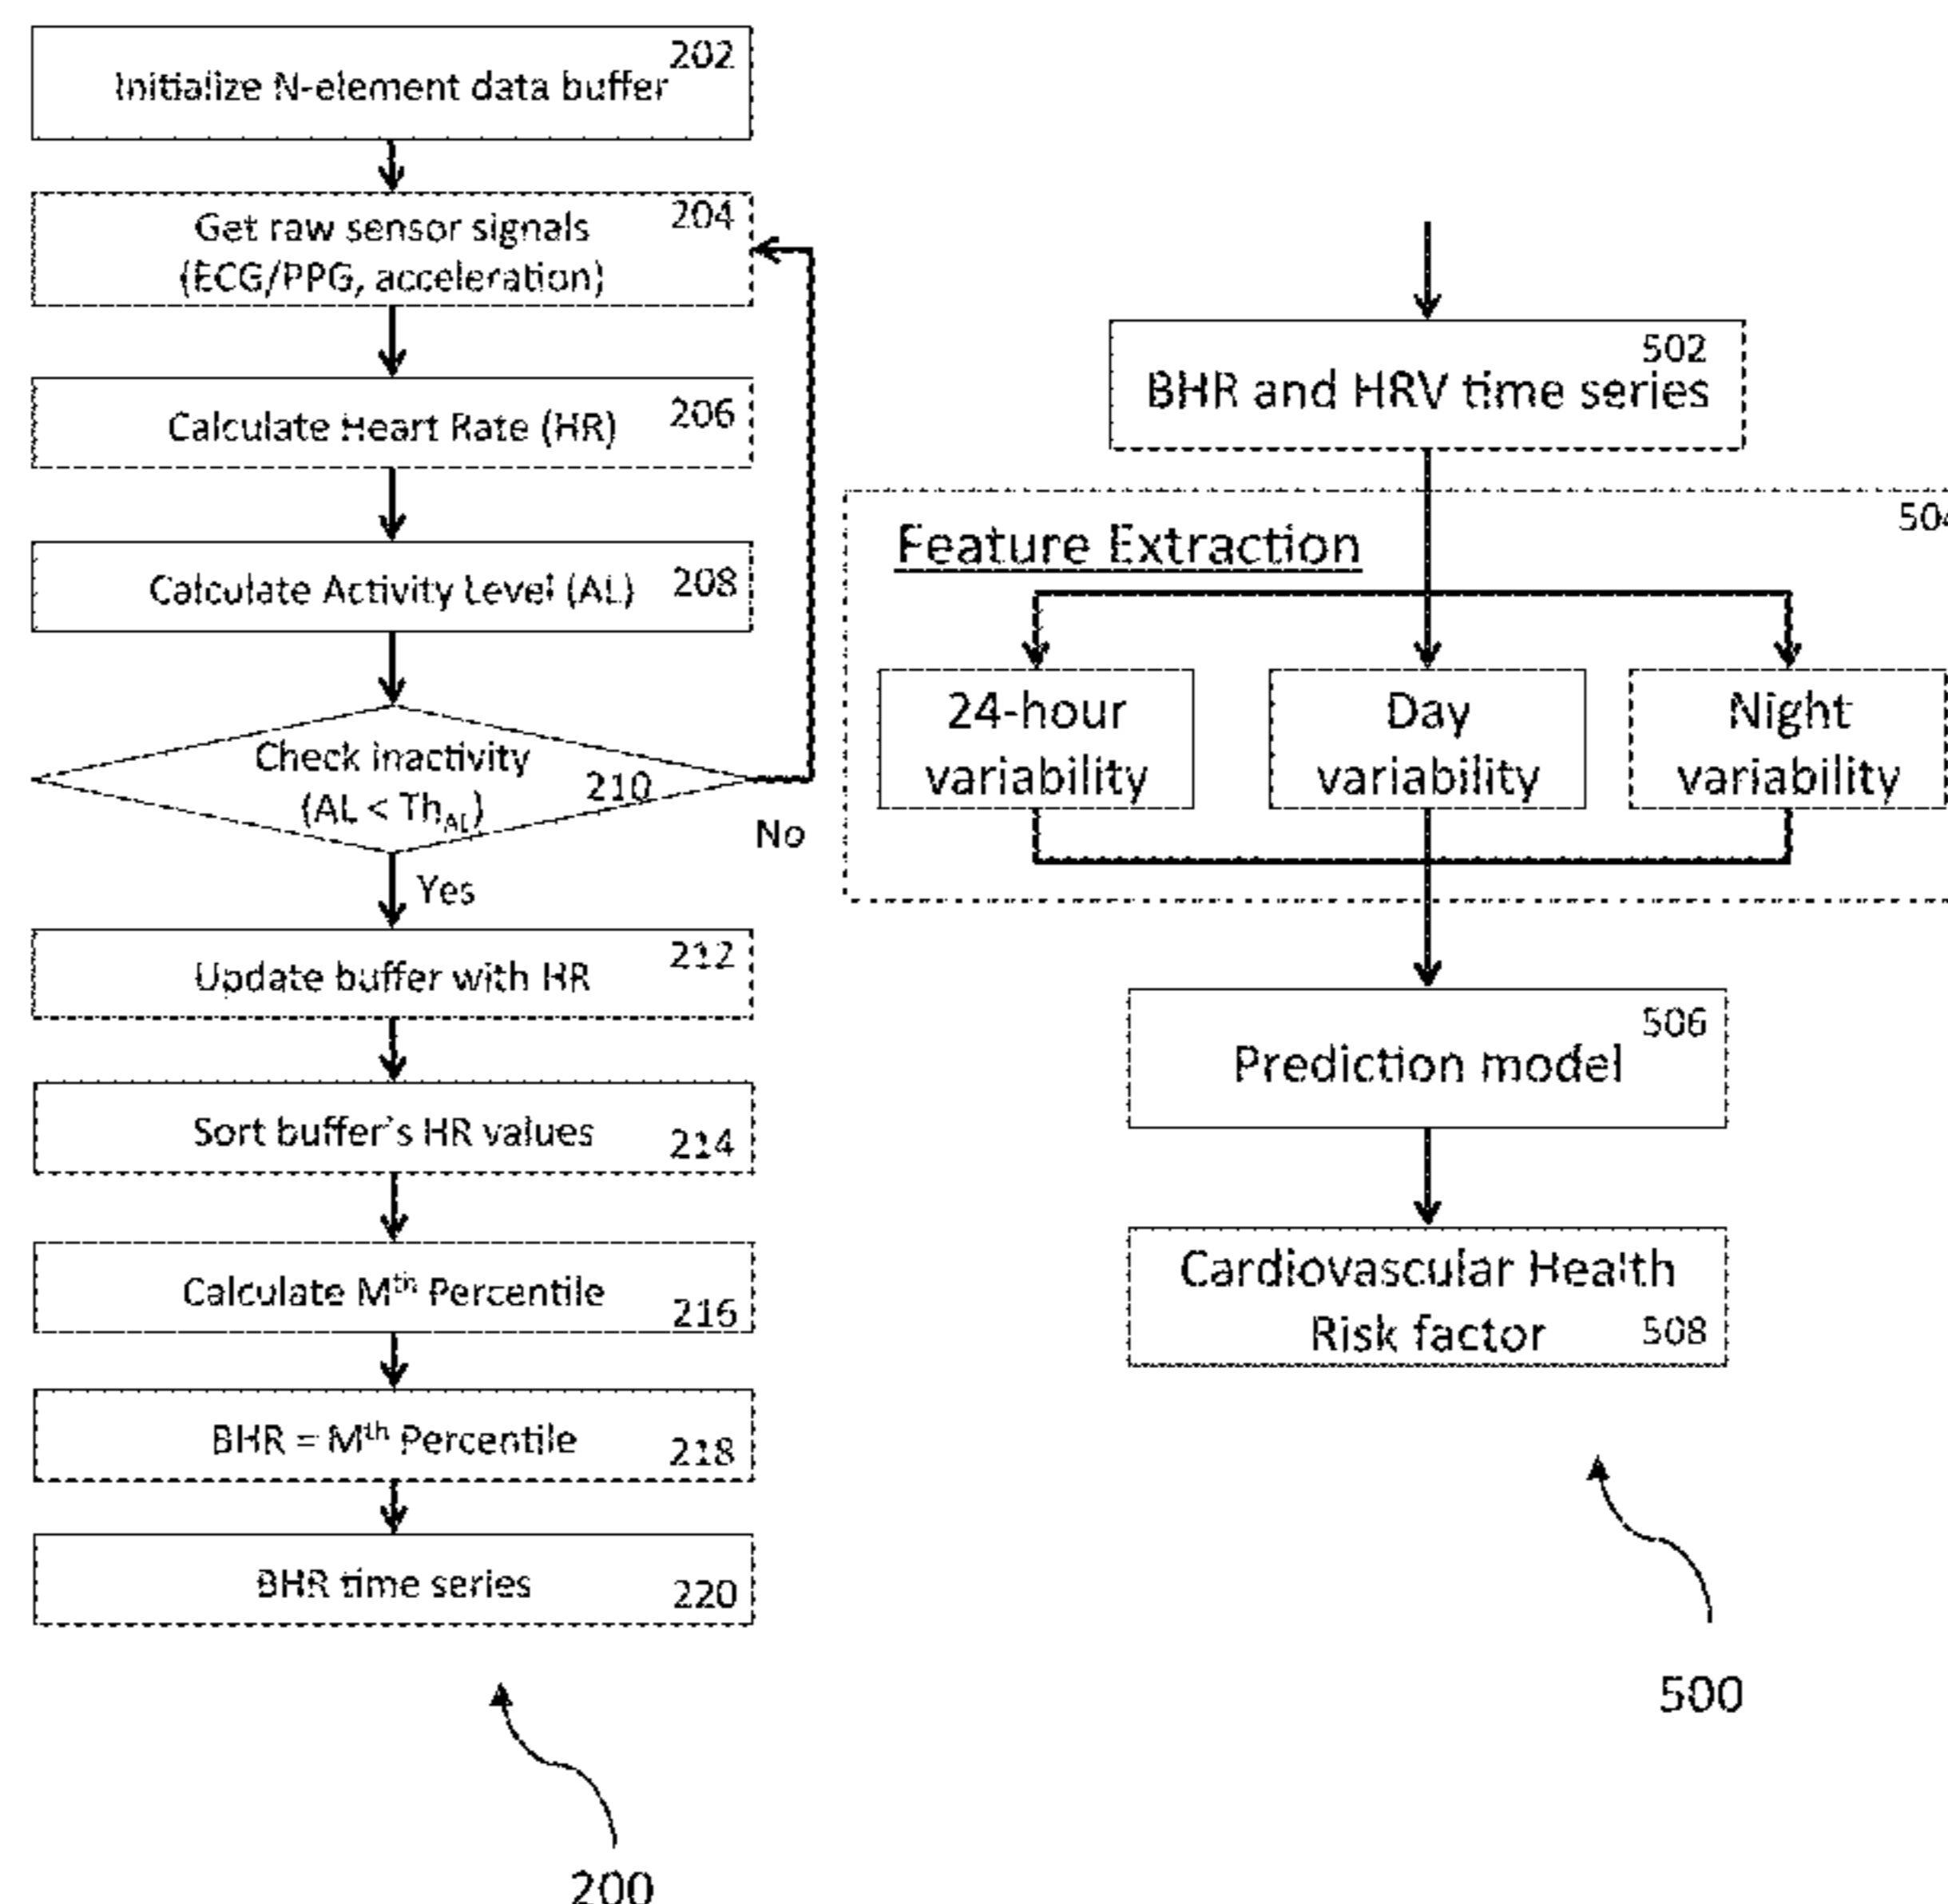 202
Initialize N-element data buffer
204
Get raw sensor signals
(ECG/PPG, acceleration)
Calculate Heart Rate (HR) 206
Calculate Activity Level (AL) 208
Check inactivity
(AL < Th_AL) 210
No
Yes
212
Update buffer with HR
Sort buffer's HR values 214
Calculate Mth Percentile
216
BHR = Mth Percentile 218
BHR time series 220
200
502
BHR and HRV time series
504
Feature Extraction
24-hour
variability
Day
variability
Night
variability
506
Prediction model
Cardiovascular Health
Risk factor 508
500